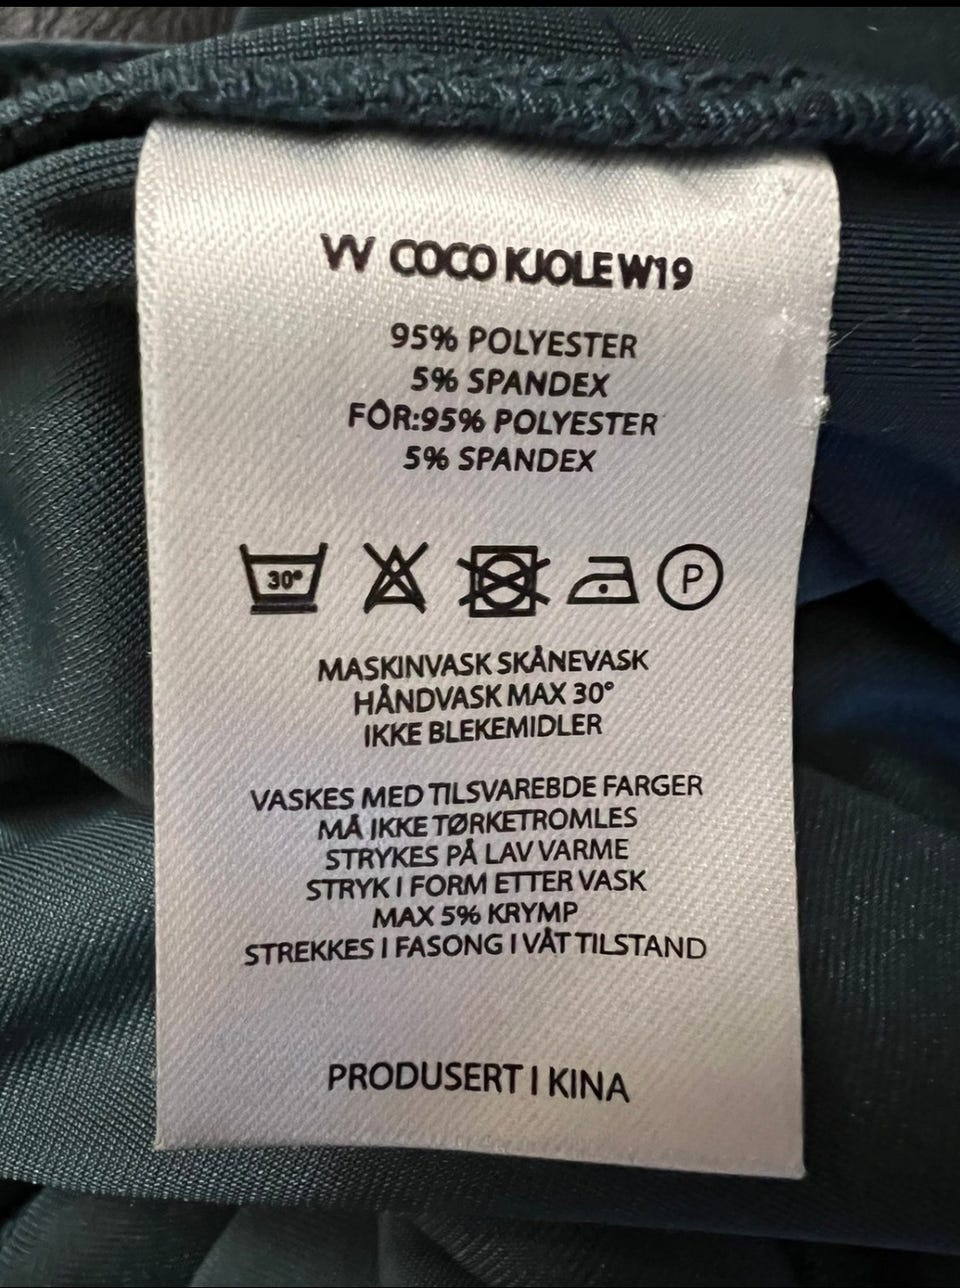 VV COCO KJOLE W19
95% POLYESTER
5% SPANDEX
FÔR:95% POLYESTER
5% SPANDEX
30° P
MASKINVASK SKÅNEVASK
HÅNDVASK MAX 30°
IKKE BLEKEMIDLER
VASKES MED TILSVAREBDE FARGER
MÅ IKKE TØRKETROMLES
STRYKES PÅ LAV VARME
STRYK I FORM ETTER VASK
MAX 5% KRYMP
STREKKES I FASONG I VÅT TILSTAND
PRODUSERT I KINA